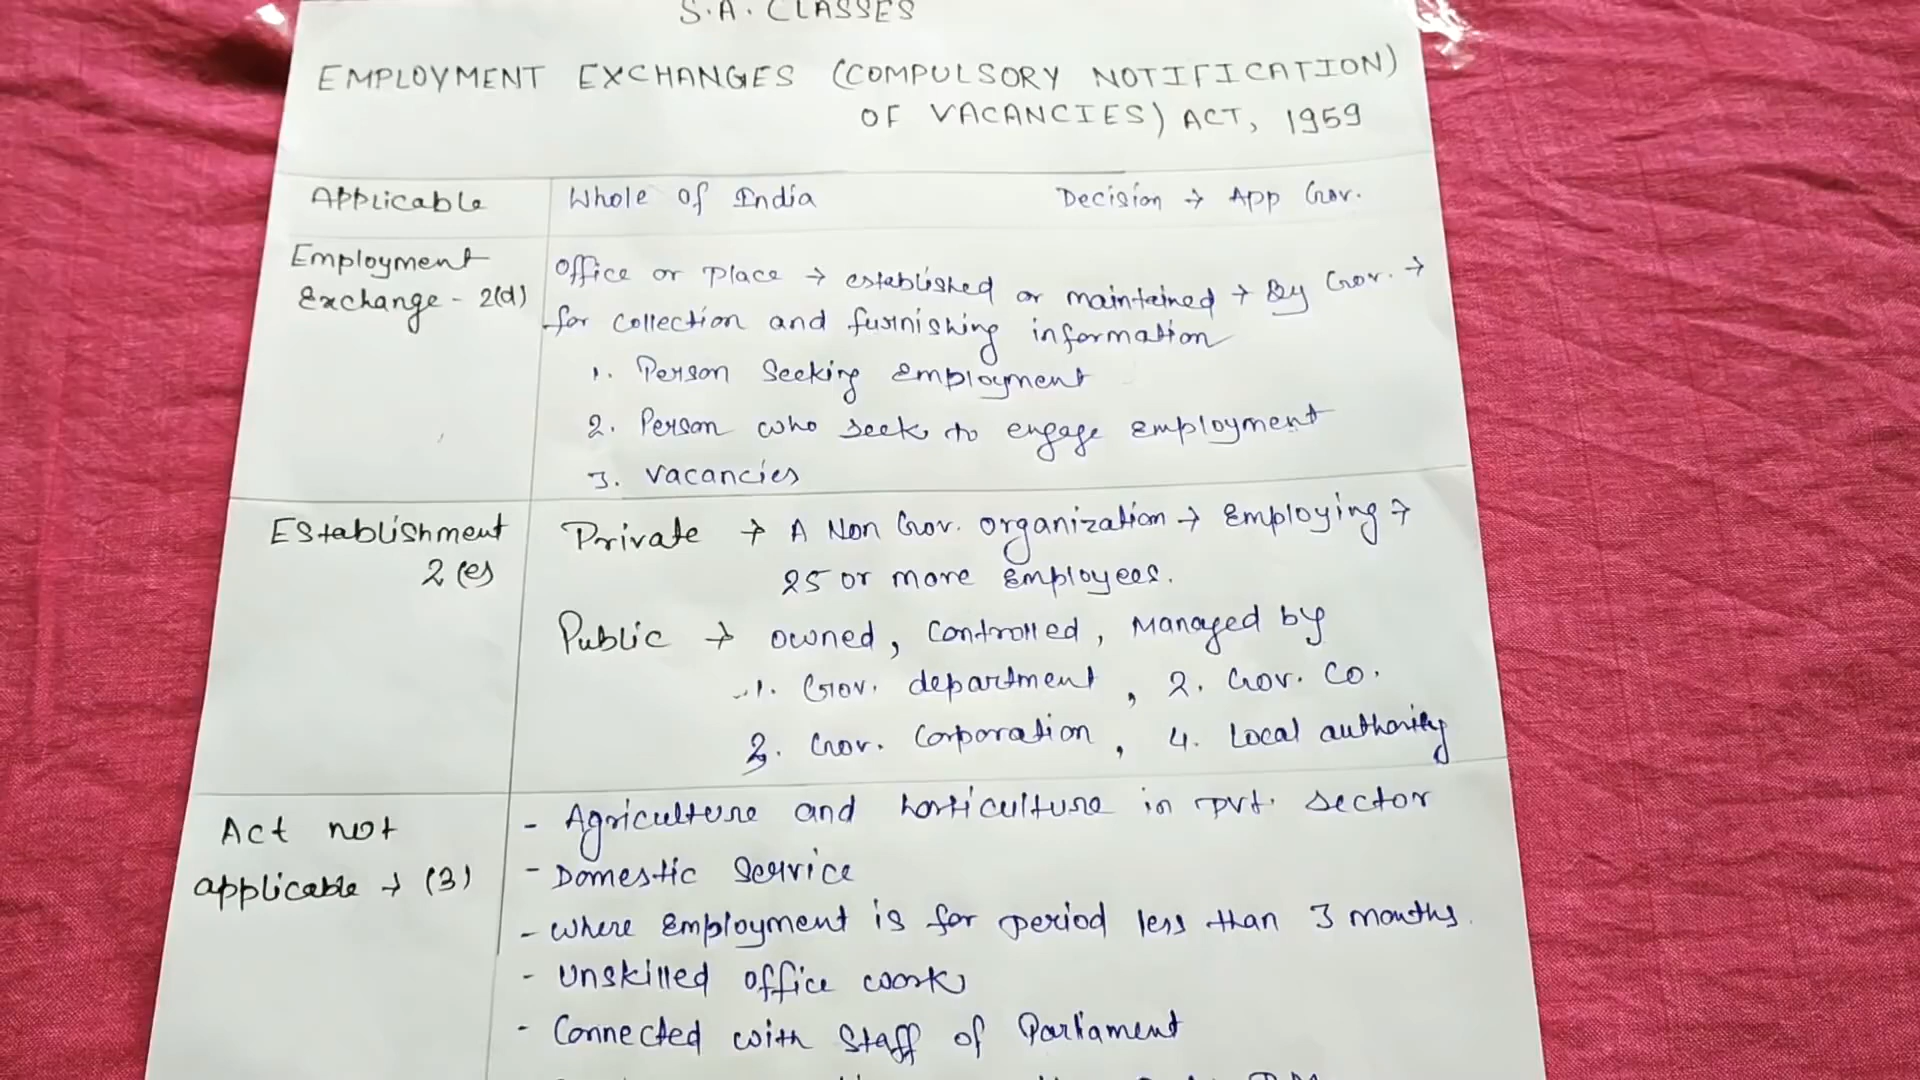 S.A. CLASSES
EMPLOYMENT EXCHANGES (COMPULSORY NOTIFICATION)
OF VACANCIES) ACT, 1959
Applicable
Whole of India Decision → App Gov.
Employment
Exchange - 2(d)
Office or place → established or maintained → By Gov. →
for collection and furnishing information
1. Person Seeking Employment
2. Person who seek to engage Employment
3. Vacancies
Establishment
2(e)
Private → A Non Gov. organization → Employing →
25 or more Employees.
Public → owned, Controlled, Managed by
1. Gov. department, 2. Gov. Co.
3. Gov. Corporation, 4. Local authority
Act not
applicable → (3)
- Agriculture and horticulture in pvt. sector
- Domestic Service
- Where Employment is for period less than 3 months.
- Unskilled office work
- Connected with Staff of Parliament